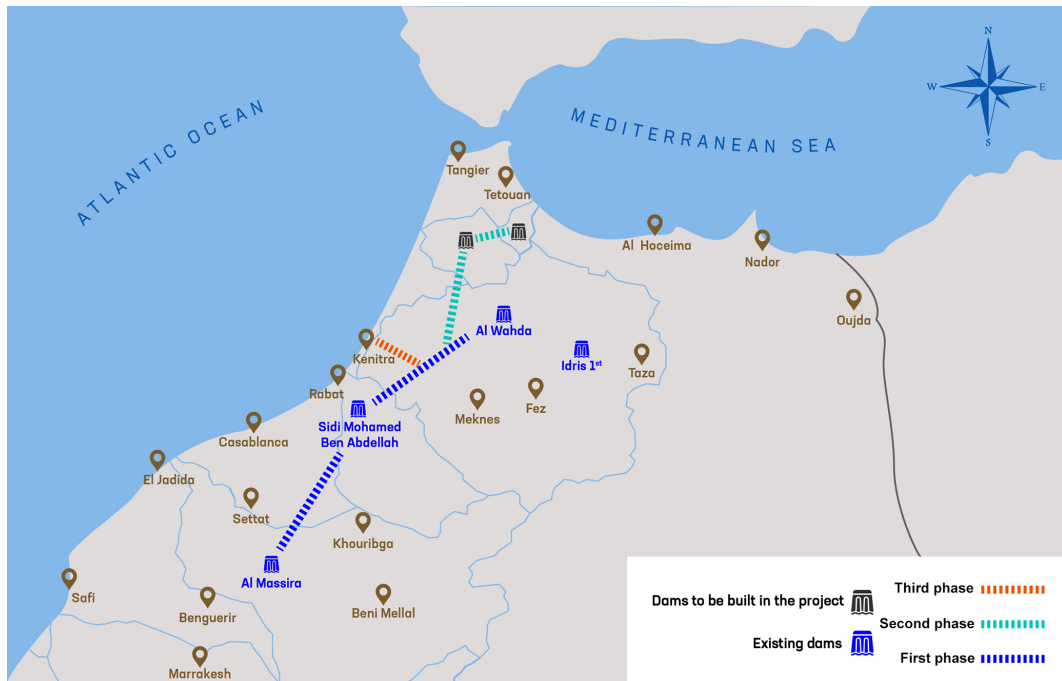 N
W
E
S
ATLANTIC OCEAN
MEDITERRANEAN SEA
Tangier
Tetouan
Al Hoceima
Nador
Oujda
Al Wahda
Idris 1st
Taza
Kenitra
Rabat
Fez
Meknes
Sidi Mohamed
Ben Abdellah
Casablanca
El Jadida
Settat
Khouribga
Al Massira
Safi
Benguerir
Beni Mellal
Marrakesh
Dams to be built in the project
Existing dams
Third phase
Second phase
First phase